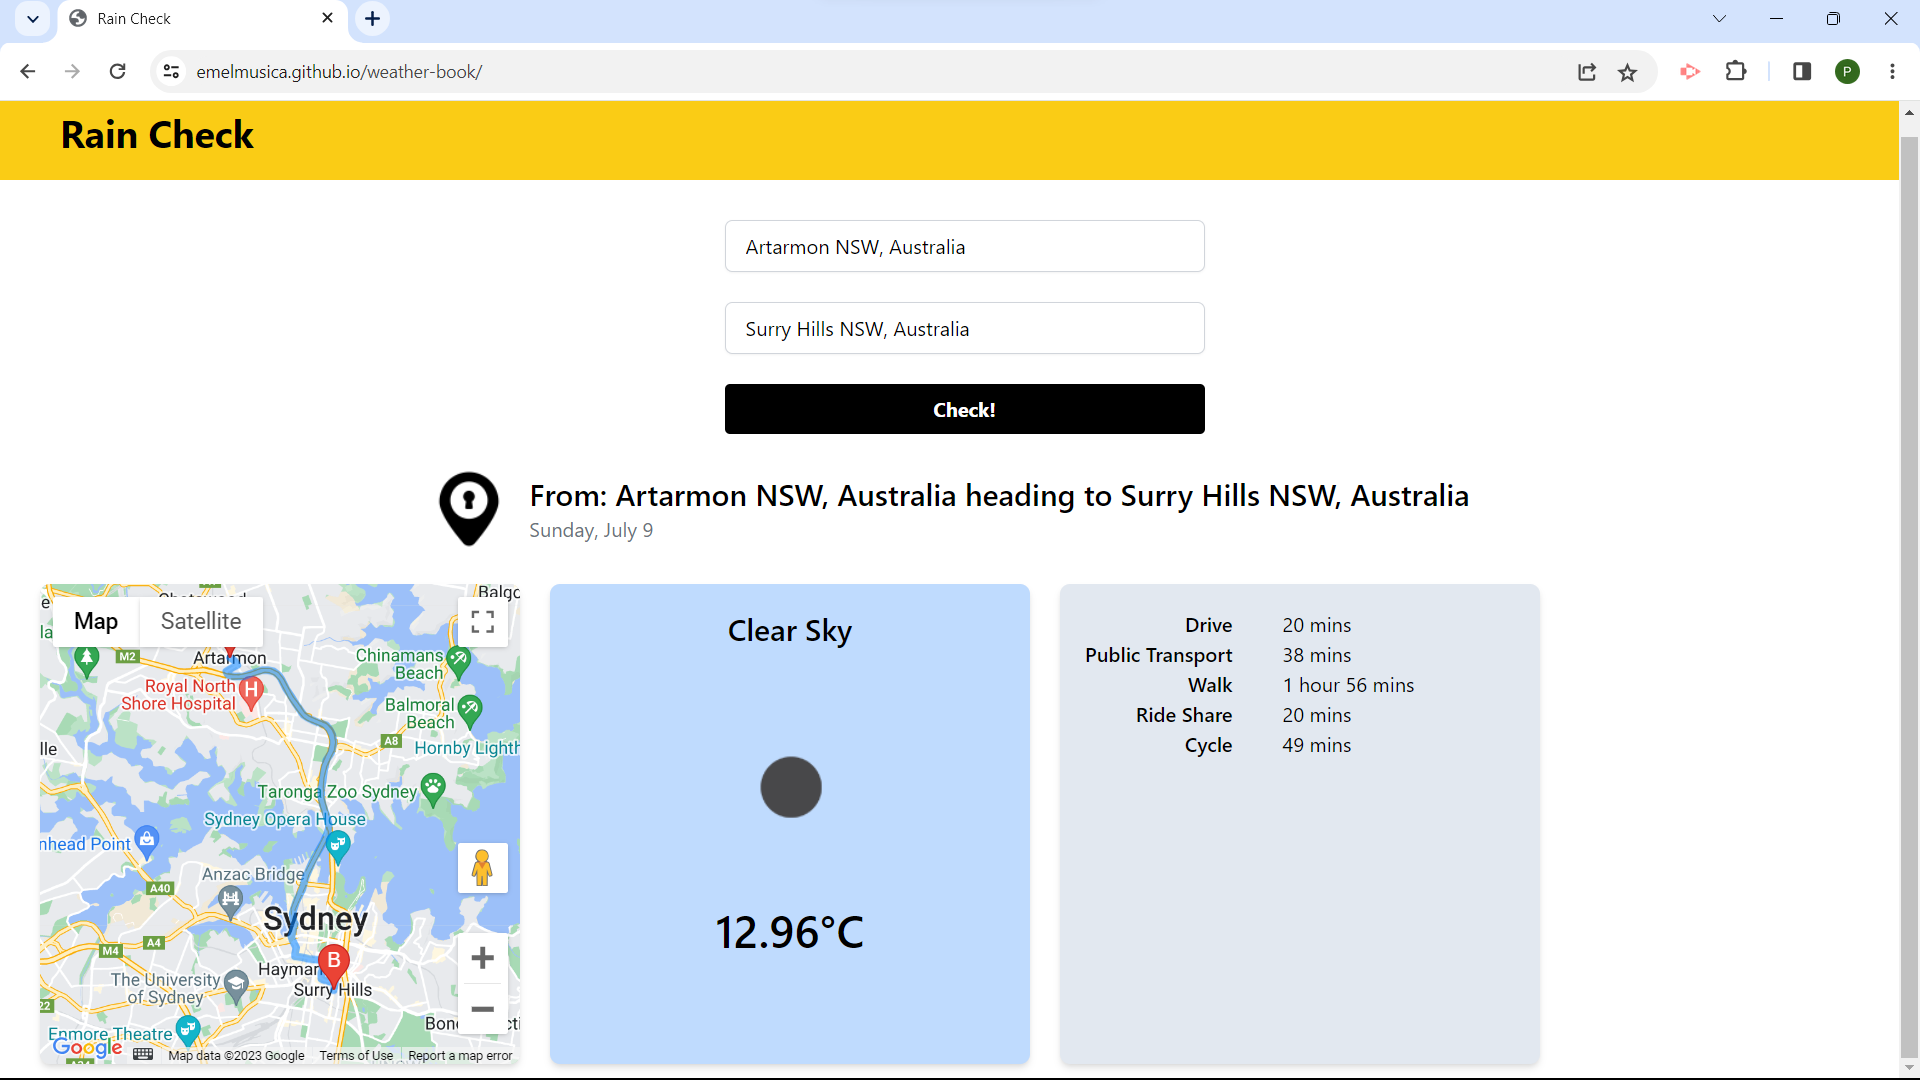 Rain Check
emelmusica.github.io/weather-book/
P
Rain Check
Artarmon NSW, Australia
Surry Hills NSW, Australia
Check!
From: Artarmon NSW, Australia heading to Surry Hills NSW, Australia
Sunday, July 9
Map
Satellite
M2
Artarmon
Chinamans
Beach
Royal North
Shore Hospital
H
Balmoral
Beach
A8
Hornby Lighth
lle
Taronga Zoo Sydney
Sydney Opera House
nhead Point
Anzac Bridge
A40
Sydney
A4
M4
B
Haymar
The University
of Sydney
Surry Hills
22
Enmore Theatre
Google
Map data ©2023 Google
Terms of Use
Report a map error
Clear Sky
12.96°C
Drive 20 mins
Public Transport 38 mins
Walk 1 hour 56 mins
Ride Share 20 mins
Cycle 49 mins